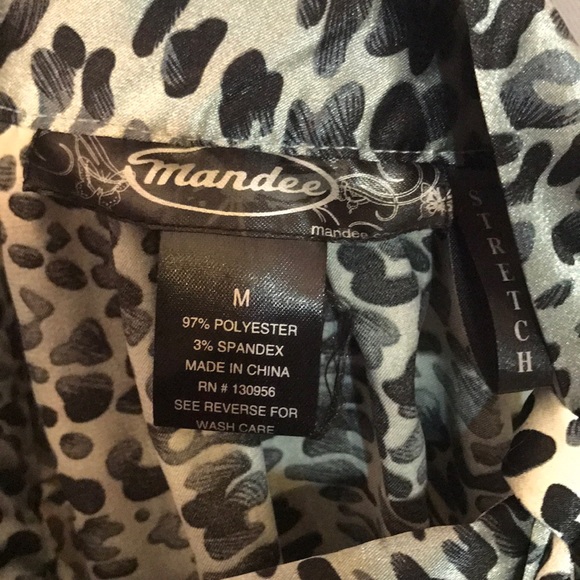 mandee
mandee
M
97% POLYESTER
3% SPANDEX
MADE IN CHINA
RN # 130956
SEE REVERSE FOR
WASH CARE
STRETCH